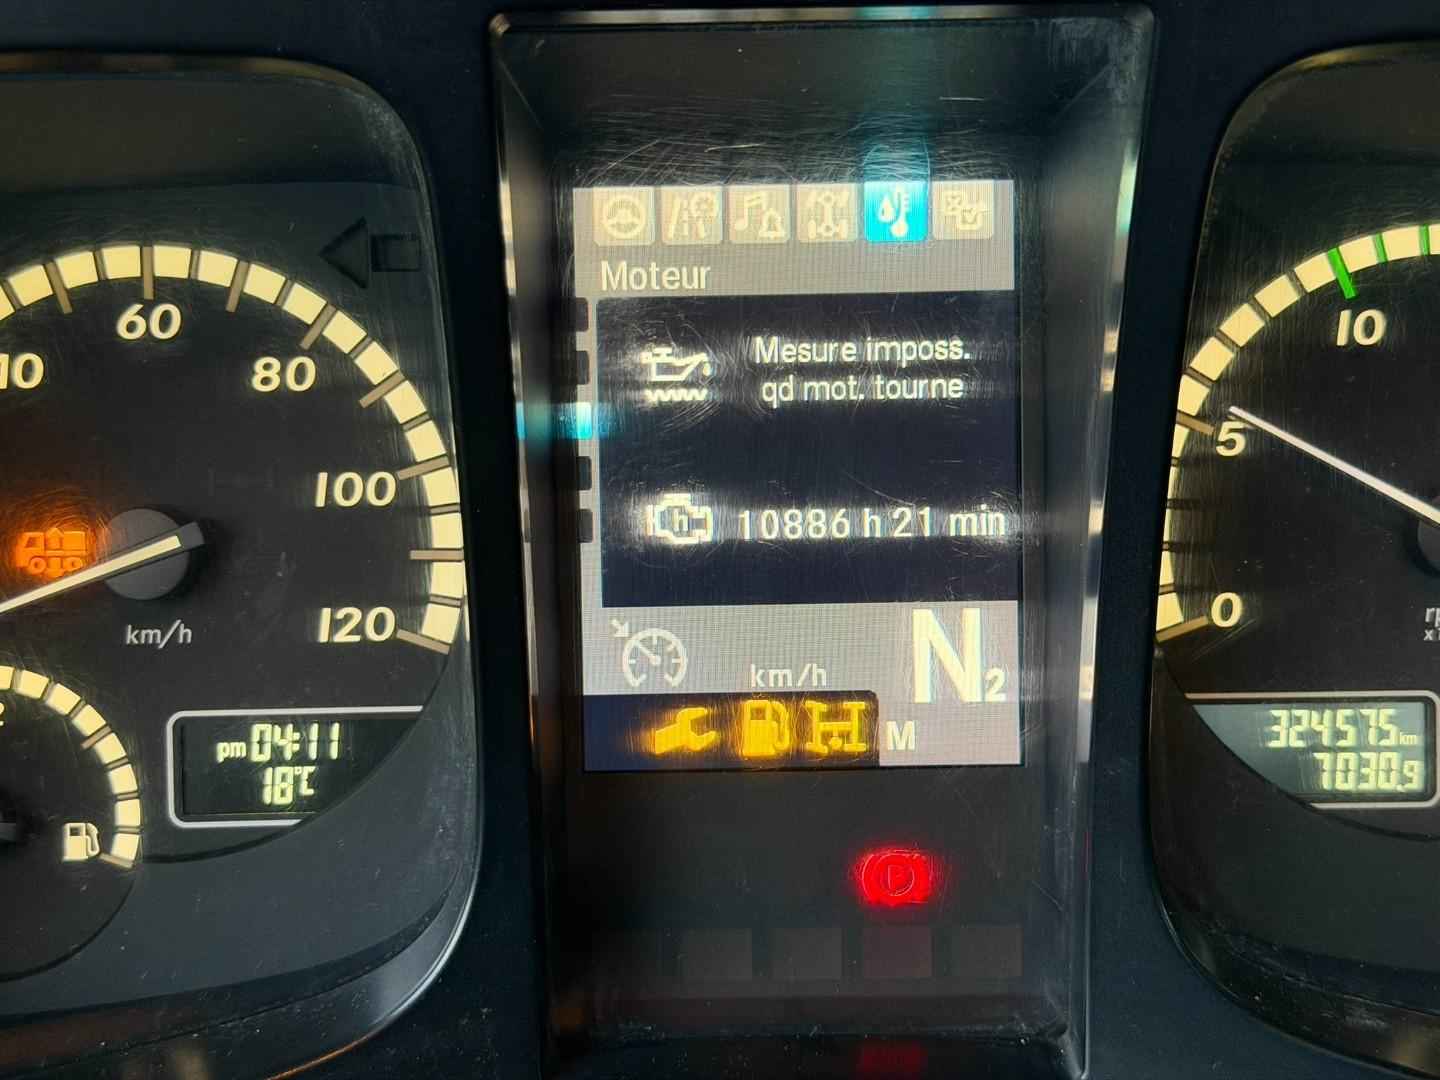 Moteur
Mesure imposs.
qd mot. tourne
h
10886 h 21 min
km/h
N2
M
60
80
100
120
km/h
pm 04:11
18°C
10
5
0
324575 km
7030.9
P